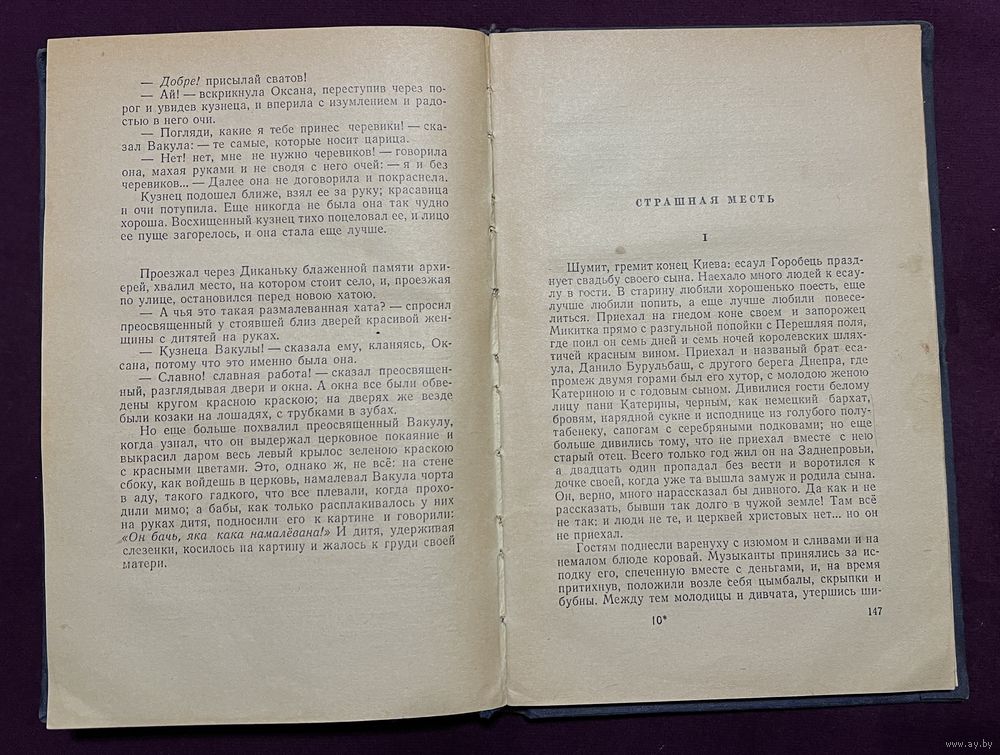 — Добре! присылай сватов!
— Ай! — вскрикнула Оксана, переступив через по-
рог и увидев кузнеца, и вперила с изумлением и радо-
стью в него очи.
— Погляди, какие я тебе принес черевики! — ска-
зал Вакула: — те самые, которые носит царица.
— Нет! нет, мне не нужно черевиков! — говорила
она, махая руками и не сводя с него очей: — я и без
черевиков... — Далее она не договорила и покраснела.
Кузнец подошел ближе, взял ее за руку; красавица
и очи потупила. Еще никогда не была она так чудно
хороша. Восхищенный кузнец тихо поцеловал ее, и лицо
ее пуще загорелось, и она стала еще лучше.
Проезжал через Диканьку блаженной памяти архи-
ерей, хвалил место, на котором стоит село, и, проезжая
по улице, остановился перед новою хатою.
— А чья это такая размалеванная хата? — спросил
преосвященный у стоявшей близ дверей красивой жен-
щины с дитятей на руках.
— Кузнеца Вакулы! — сказала ему, кланяясь, Ок-
сана, потому что это именно была она.
— Славно! славная работа! — сказал преосвящен-
ный, разглядывая двери и окна. А окна все были обве-
дены кругом красною краскою; на дверях же везде
были козаки на лошадях, с трубками в зубах.
Но еще больше похвалил преосвященный Вакулу,
когда узнал, что он выдержал церковное покаяние и
выкрасил даром весь левый крылос зеленою краскою
с красными цветами. Это, однако ж, не всё: на стене
сбоку, как войдешь в церковь, намалевал Вакула чорта
в аду, такого гадкого, что все плевали, когда прохо-
дили мимо; а бабы, как только расплакивалось у них
на руках дитя, подносили его к картине и говорили:
«Он бачь, яка кака намалёвана!» И дитя, удерживая
слезенки, косилось на картину и жалось к груди своей
матери.
СТРАШНАЯ МЕСТЬ
I
Шумит, гремит конец Киева: есаул Горобець празд-
нует свадьбу своего сына. Наехало много людей к есау-
лу в гости. В старину любили хорошенько поесть, еще
лучше любили попить, а еще лучше любили повесе-
литься. Приехал на гнедом коне своем и запорожец
Микитка прямо с разгульной попойки с Перешляя поля,
где поил он семь дней и семь ночей королевских шлях-
тичей красным вином. Приехал и названый брат еса-
ула, Данило Бурульбаш, с другого берега Днепра, где
промеж двумя горами был его хутор, с молодою женою
Катериною и с годовым сыном. Дивилися гости белому
лицу пани Катерины, черным, как немецкий бархат,
бровям, нарядной сукне и исподнице из голубого полу-
табенеку, сапогам с серебряными подковами; но еще
больше дивились тому, что не приехал вместе с нею
старый отец. Всего только год жил он на Заднепровьи,
а двадцать один пропадал без вести и воротился к
дочке своей, когда уже та вышла замуж и родила сына.
Он, верно, много нарассказал бы дивного. Да как и не
рассказать, бывши так долго в чужой земле! Там всё
не так: и люди не те, и церквей христовых нет... но он
не приехал.
Гостям поднесли варенуху с изюмом и сливами и на
немалом блюде коровай. Музыканты принялись за ис-
подку его, спеченную вместе с деньгами, и, на время
притихнув, положили возле себя цымбалы, скрыпки и
бубны. Между тем молодицы и дивчата, утершись ши-
10*
147
www.ay.by